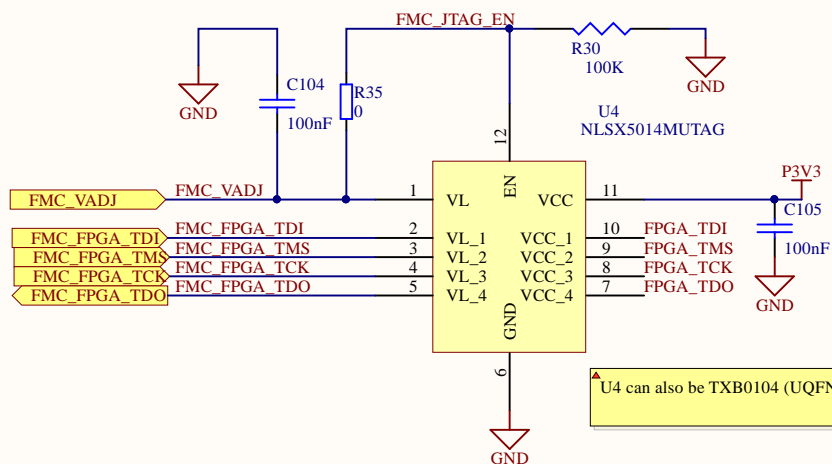 FMC_JTAG_EN
R30
100K
GND
C104
100nF
R35
0
GND
U4
NLSX5014MUTAG
12
EN
P3V3
FMC_VADJ
FMC_VADJ
1
VL
VCC
11
C105
100nF
FMC_FPGA_TDI
FMC_FPGA_TDI
2
VL_1
VCC_1
10
FPGA_TDI
FMC_FPGA_TMS
FMC_FPGA_TMS
3
VL_2
VCC_2
9
FPGA_TMS
FMC_FPGA_TCK
FMC_FPGA_TCK
4
VL_3
VCC_3
8
FPGA_TCK
FMC_FPGA_TDO
FMC_FPGA_TDO
5
VL_4
VCC_4
7
FPGA_TDO
GND
GND
6
U4 can also be TXB0104 (UQFN
GND